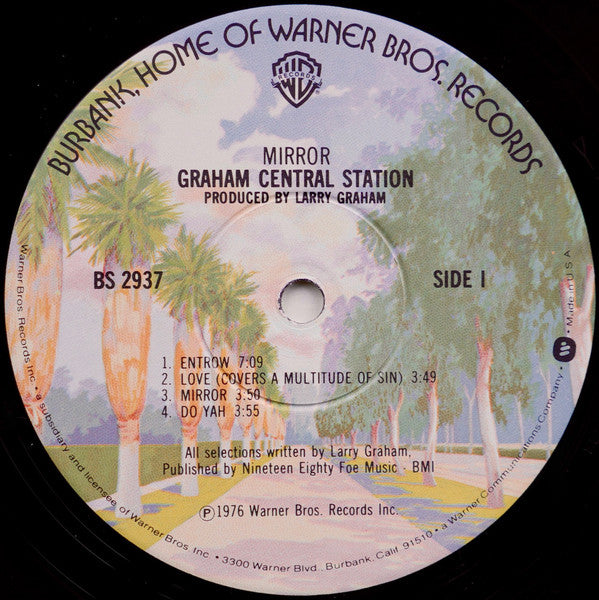 BURBANK, HOME OF WARNER BROS. RECORDS
WB
RECORDS
MIRROR
GRAHAM CENTRAL STATION
PRODUCED BY LARRY GRAHAM
BS 2937
SIDE I
1. ENTROW 7:09
2. LOVE (COVERS A MULTITUDE OF SIN) 3:49
3. MIRROR 3:50
4. DO YAH 3:55
All selections written by Larry Graham,
Published by Nineteen Eighty Foe Music - BMI
℗1976 Warner Bros. Records Inc.
Warner Bros. Records Inc. • a subsidiary and licensee of Warner Bros. Inc. • 3300 Warner Blvd., Burbank, Calif. 91510 • a Warner Communications Company. • W • Made in U.S.A.